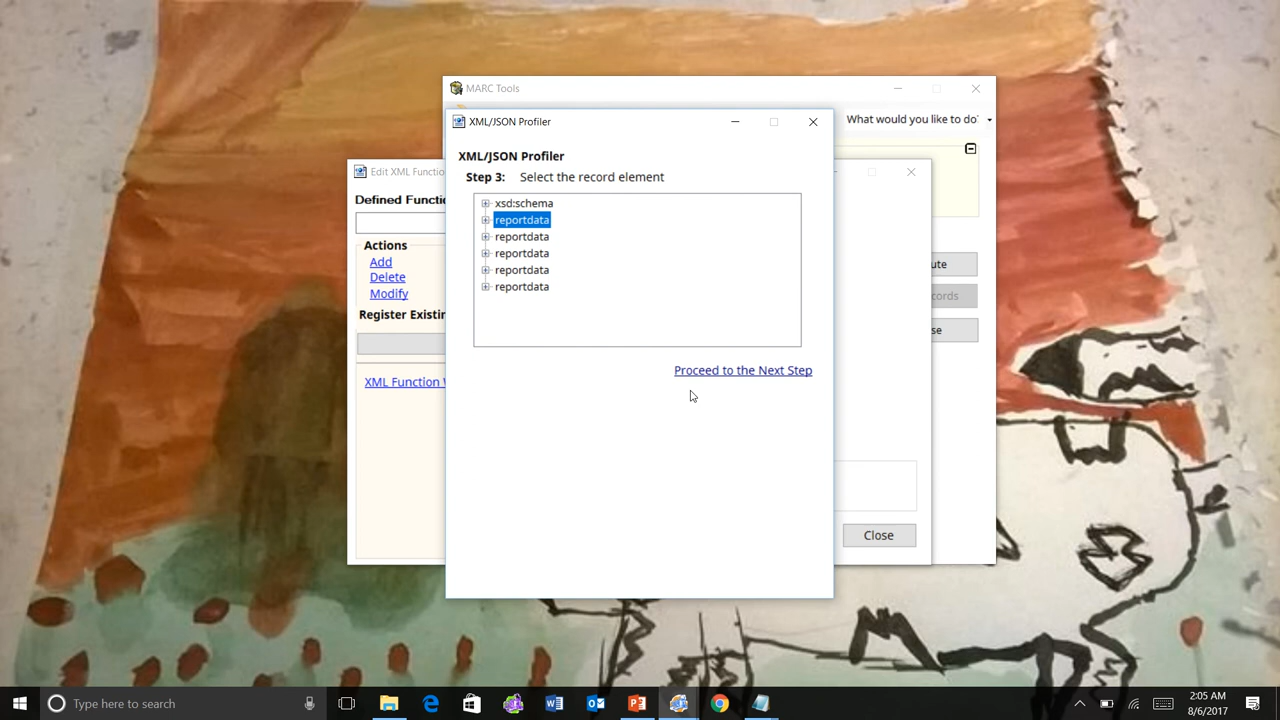 MARC Tools
XML/JSON Profiler
What would you like to do
XML/JSON Profiler
Step 3: Select the record element
xsd:schema
reportdata
reportdata
reportdata
reportdata
reportdata
Proceed to the Next Step
Edit XML Functio
Defined Functi
Actions
Add
Delete
Modify
Register Existin
XML Function
ute
cords
se
Close
Type here to search
2:05 AM
8/6/2017